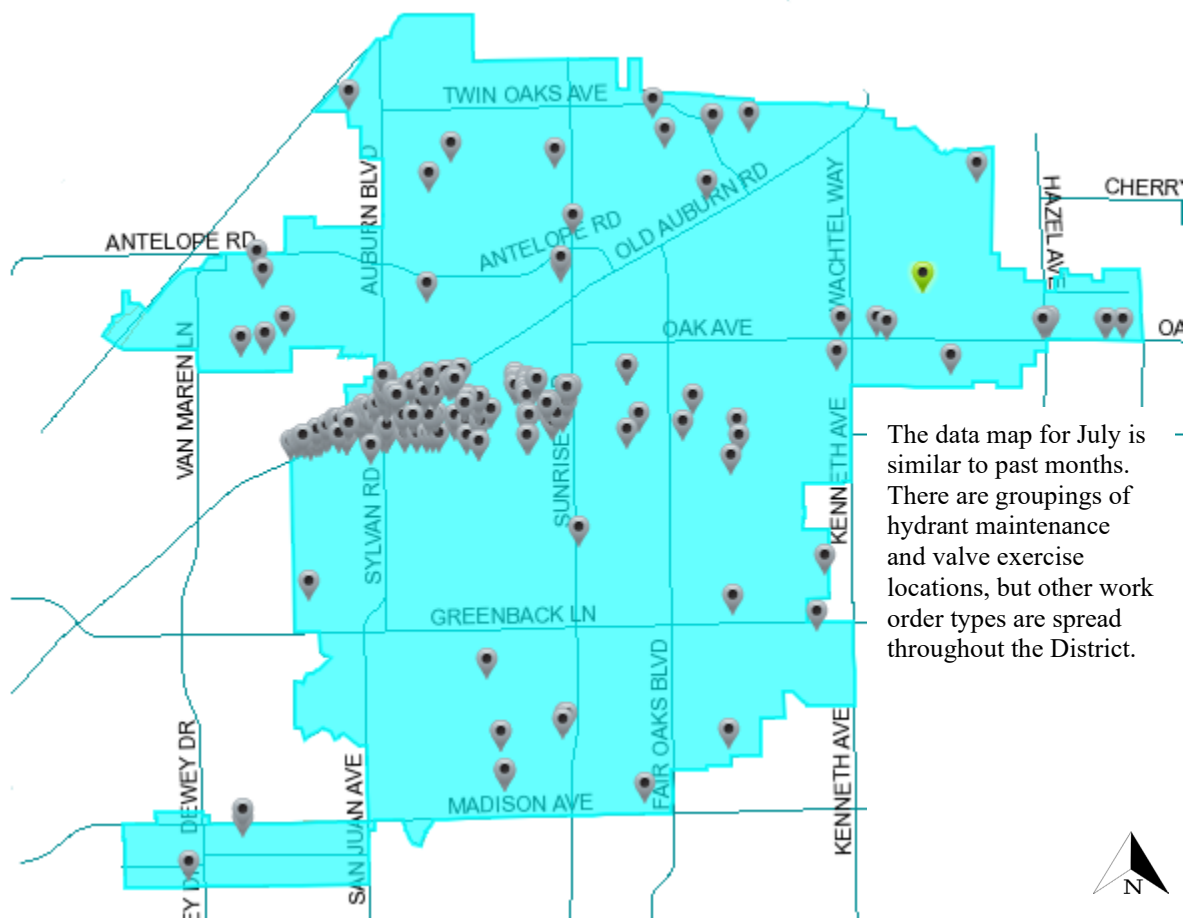 TWIN OAKS AVE
AUBURN BLVD
ANTELOPE RD
ANTELOPE RD
OLD AUBURN RD
WACHTEL WAY
HAZEL AVE
CHERRY
OAK AVE
OA
VAN MAREN LN
SYLVAN RD
SUNRISE
KENNETH AVE
The data map for July is
similar to past months.
There are groupings of
hydrant maintenance
and valve exercise
locations, but other work
order types are spread
throughout the District.
GREENBACK LN
FAIR OAKS BLVD
DEWEY DR
SAN JUAN AVE
MADISON AVE
KENNETH AVE
EY D
N